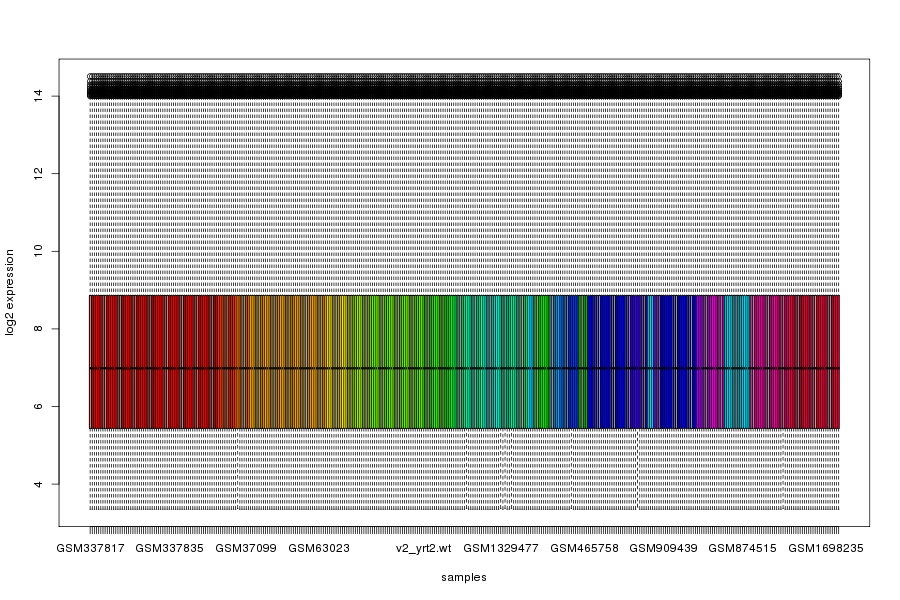 14
12
10
8
6
4
log2 expression
GSM337817 GSM337835 GSM37099 GSM63023 v2_yrt2.wt GSM1329477 GSM465758 GSM909439 GSM874515 GSM1698235
samples